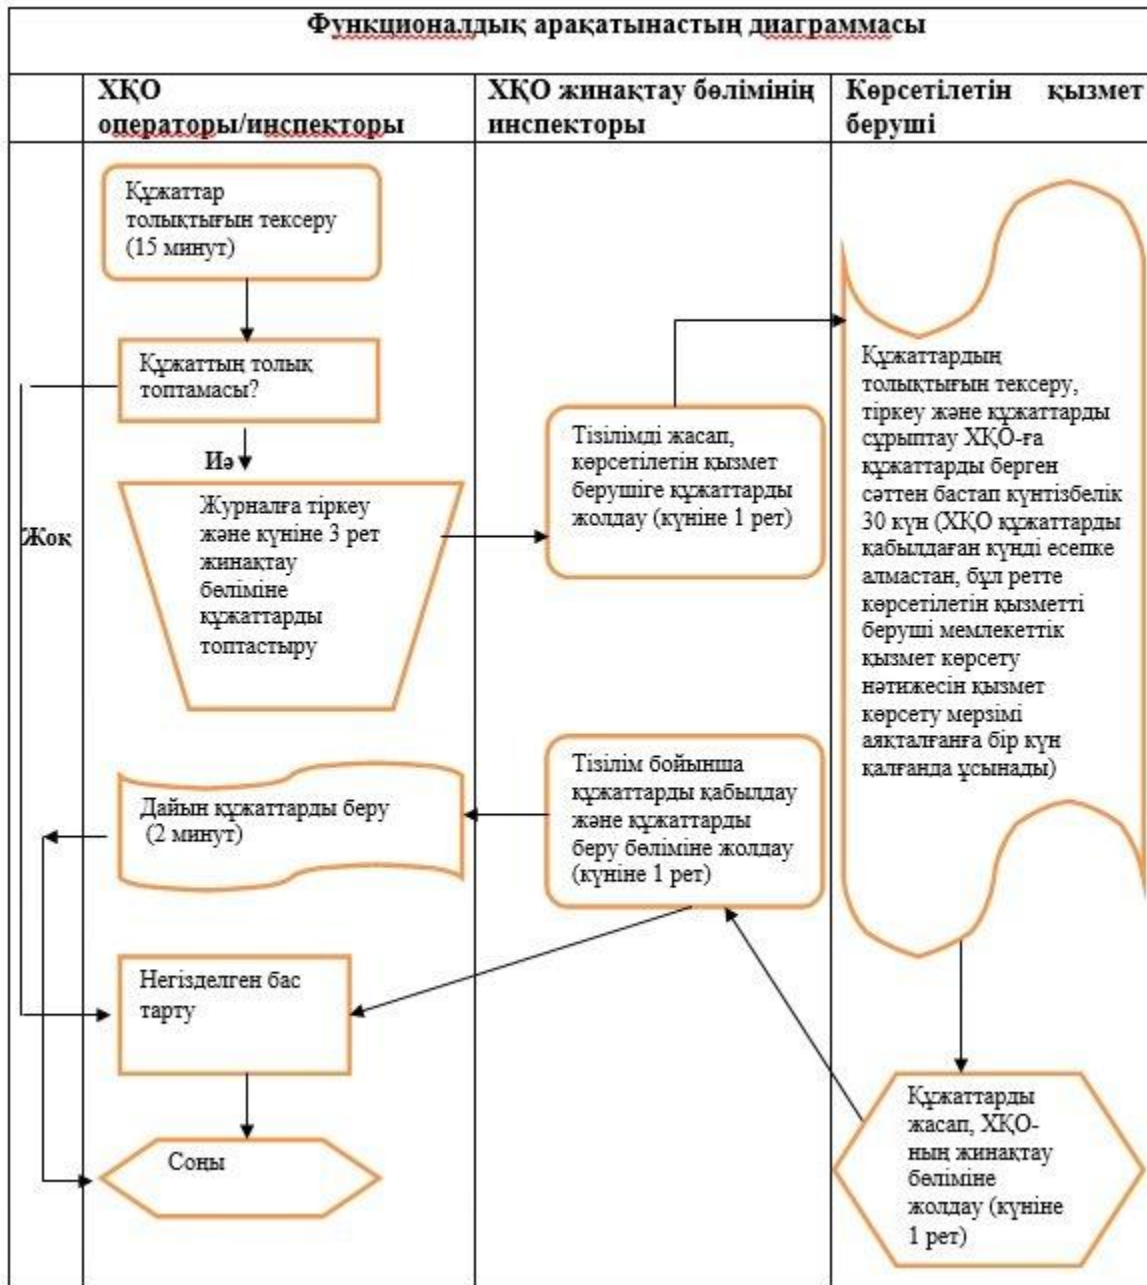 Функционалдық арақатынастың диаграммасы
ХҚО
операторы/инспекторы
ХҚО жинақтау бөлімінің
инспекторы
Көрсетілетін қызмет
беруші
Құжаттар
толықтығын тексеру
(15 минут)
Құжаттың толық
топтамасы?
Иә
Жоқ
Журналға тіркеу
және күніне 3 рет
жинақтау
бөліміне
құжаттарды
топтастыру
Тізілімді жасап,
көрсетілетін қызмет
берушіге құжаттарды
жолдау (күніне 1 рет)
Құжаттардың
толықтығын тексеру,
тіркеу және құжаттарды
сұрыптау ХҚО-ға
құжаттарды берген
сәттен бастап күнтізбелік
30 күн (ХҚО құжаттарды
қабылдаған күнді есепке
алмастан, бұл ретте
көрсетілетін қызметті
беруші мемлекеттік
қызмет көрсету
нәтижесін қызмет
көрсету мерзімі
аяқталғанға бір күн
қалғанда ұсынады)
Тізілім бойынша
құжаттарды қабылдау
және құжаттарды
беру бөліміне жолдау
(күніне 1 рет)
Дайын құжаттарды беру
(2 минут)
Негізделген бас
тарту
Соңы
Құжаттарды
жасап, ХҚО-
ның жинақтау
бөліміне
жолдау (күніне
1 рет)